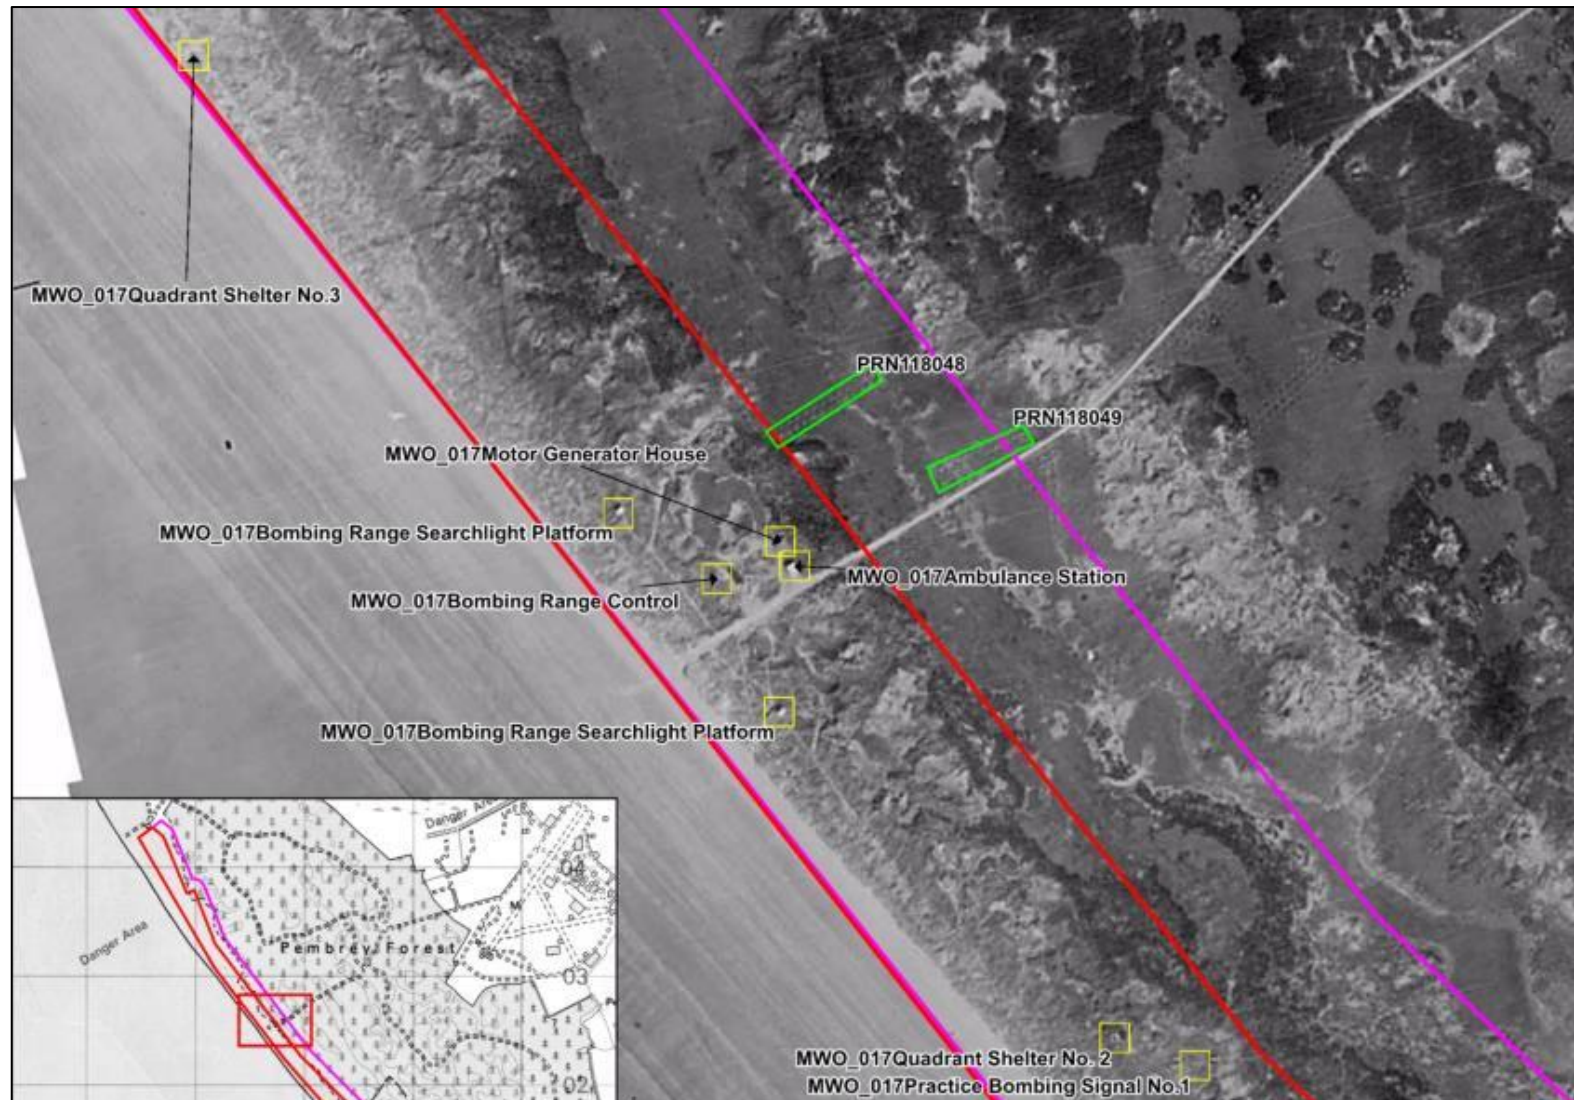 MWO_017Quadrant Shelter No.3
PRN118048
PRN118049
MWO_017Motor Generator House
MWO_017Bombing Range Searchlight Platform
MWO_017Ambulance Station
MWO_017Bombing Range Control
MWO_017Bombing Range Searchlight Platform
Danger Area
04
Danger Area
M
Pembrey Forest
03
MWO_017Quadrant Shelter No. 2
MWO_017Practice Bombing Signal No.1
02